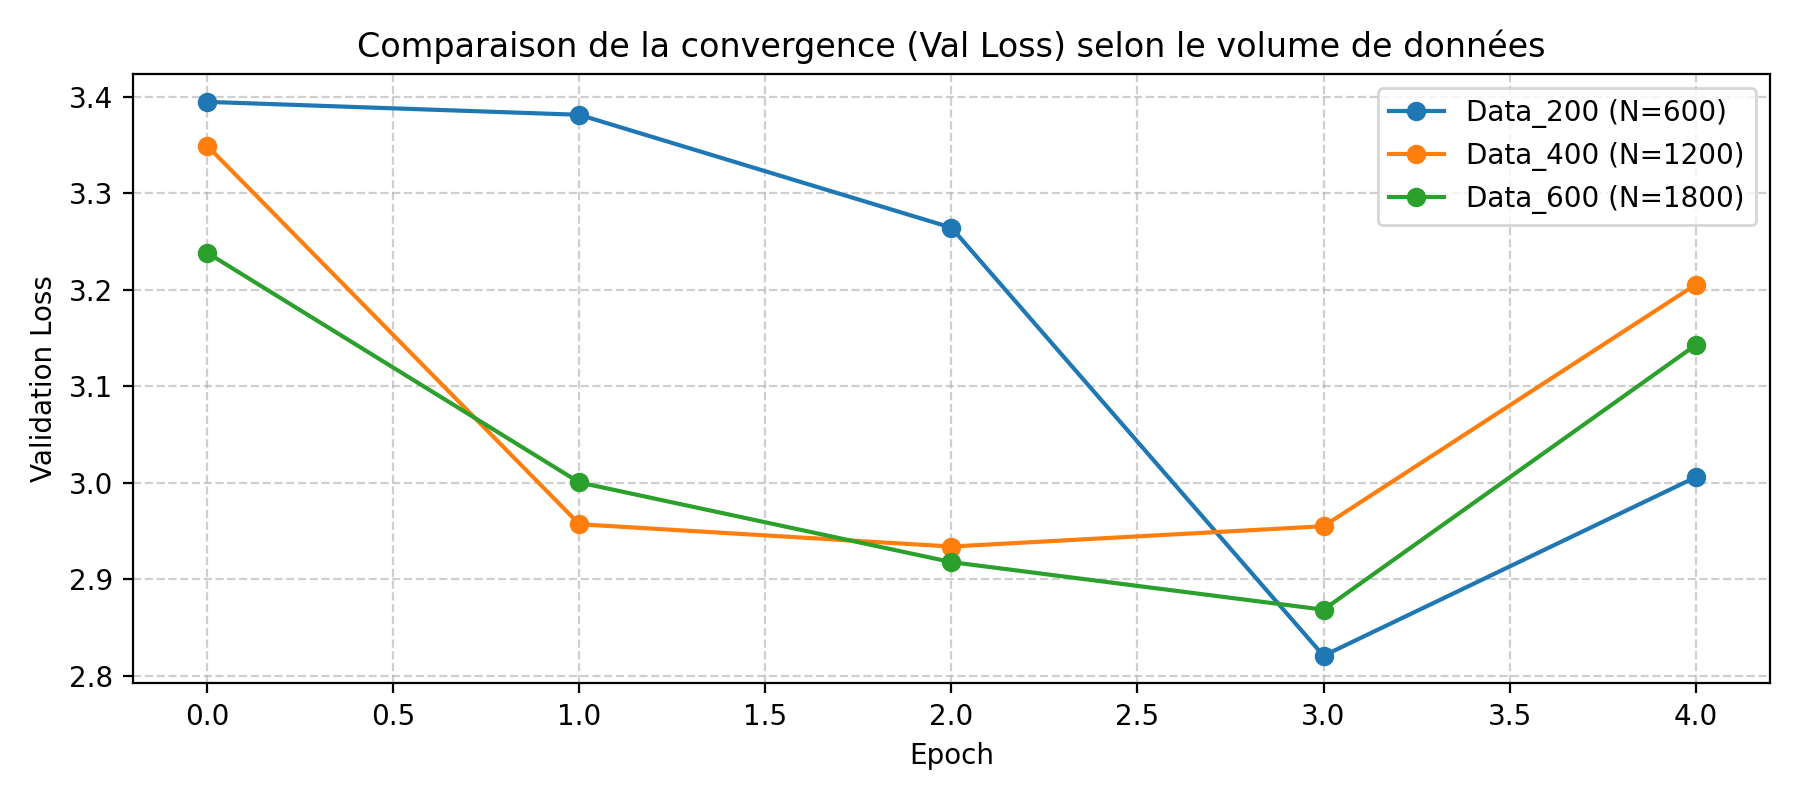 Comparaison de la convergence (Val Loss) selon le volume de données
Data_200 (N=600)
Data_400 (N=1200)
Data_600 (N=1800)
Validation Loss
3.4
3.3
3.2
3.1
3.0
2.9
2.8
0.0 0.5 1.0 1.5 2.0 2.5 3.0 3.5 4.0
Epoch